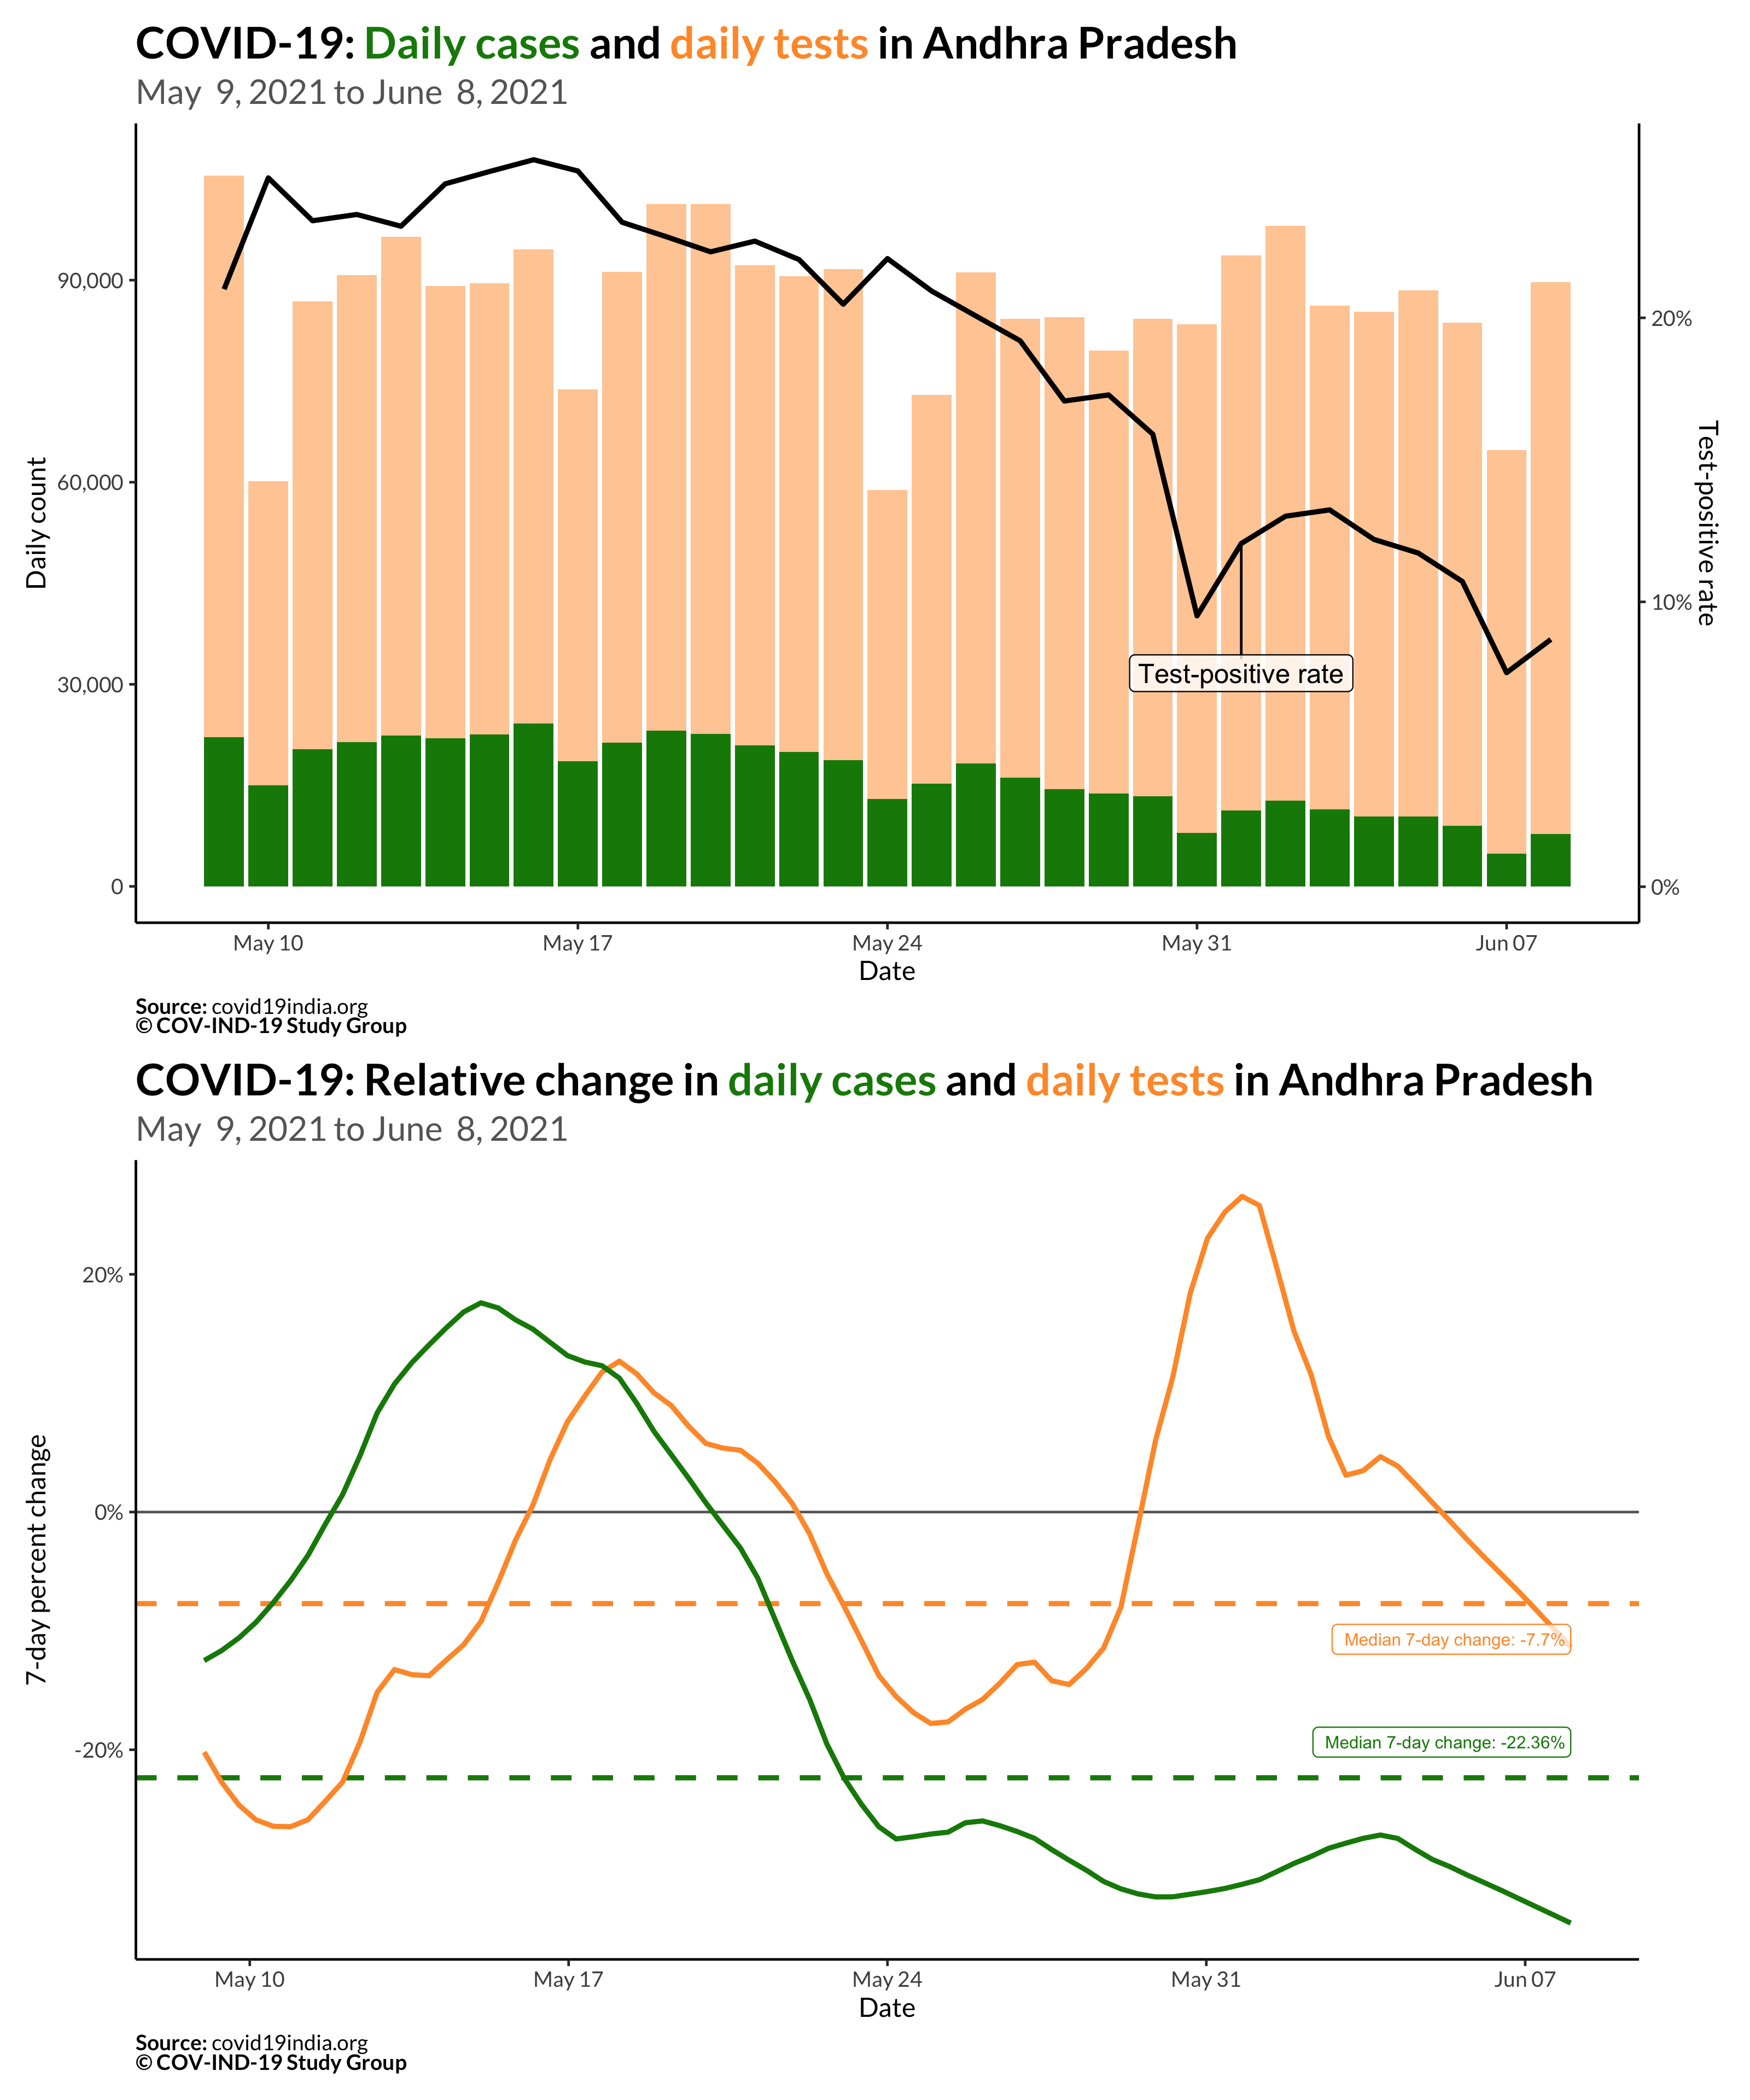 COVID-19: Daily cases and daily tests in Andhra Pradesh
May 9, 2021 to June 8, 2021
90,000
60,000
30,000
0
Daily count
20%
10%
0%
Test-positive rate
Test-positive rate
May 10
May 17
May 24
May 31
Jun 07
Date
Source: covid19india.org
© COV-IND-19 Study Group
COVID-19: Relative change in daily cases and daily tests in Andhra Pradesh
May 9, 2021 to June 8, 2021
20%
0%
-20%
7-day percent change
Median 7-day change: -7.7%
Median 7-day change: -22.36%
May 10
May 17
May 24
May 31
Jun 07
Date
Source: covid19india.org
© COV-IND-19 Study Group